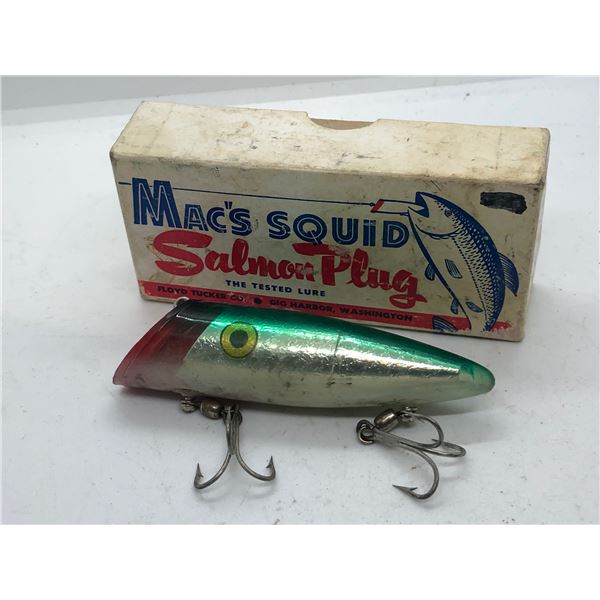 MAC'S SQUID
Salmon Plug
THE TESTED LURE
FLOYD TUCKER CO. • GIG HARBOR, WASHINGTON